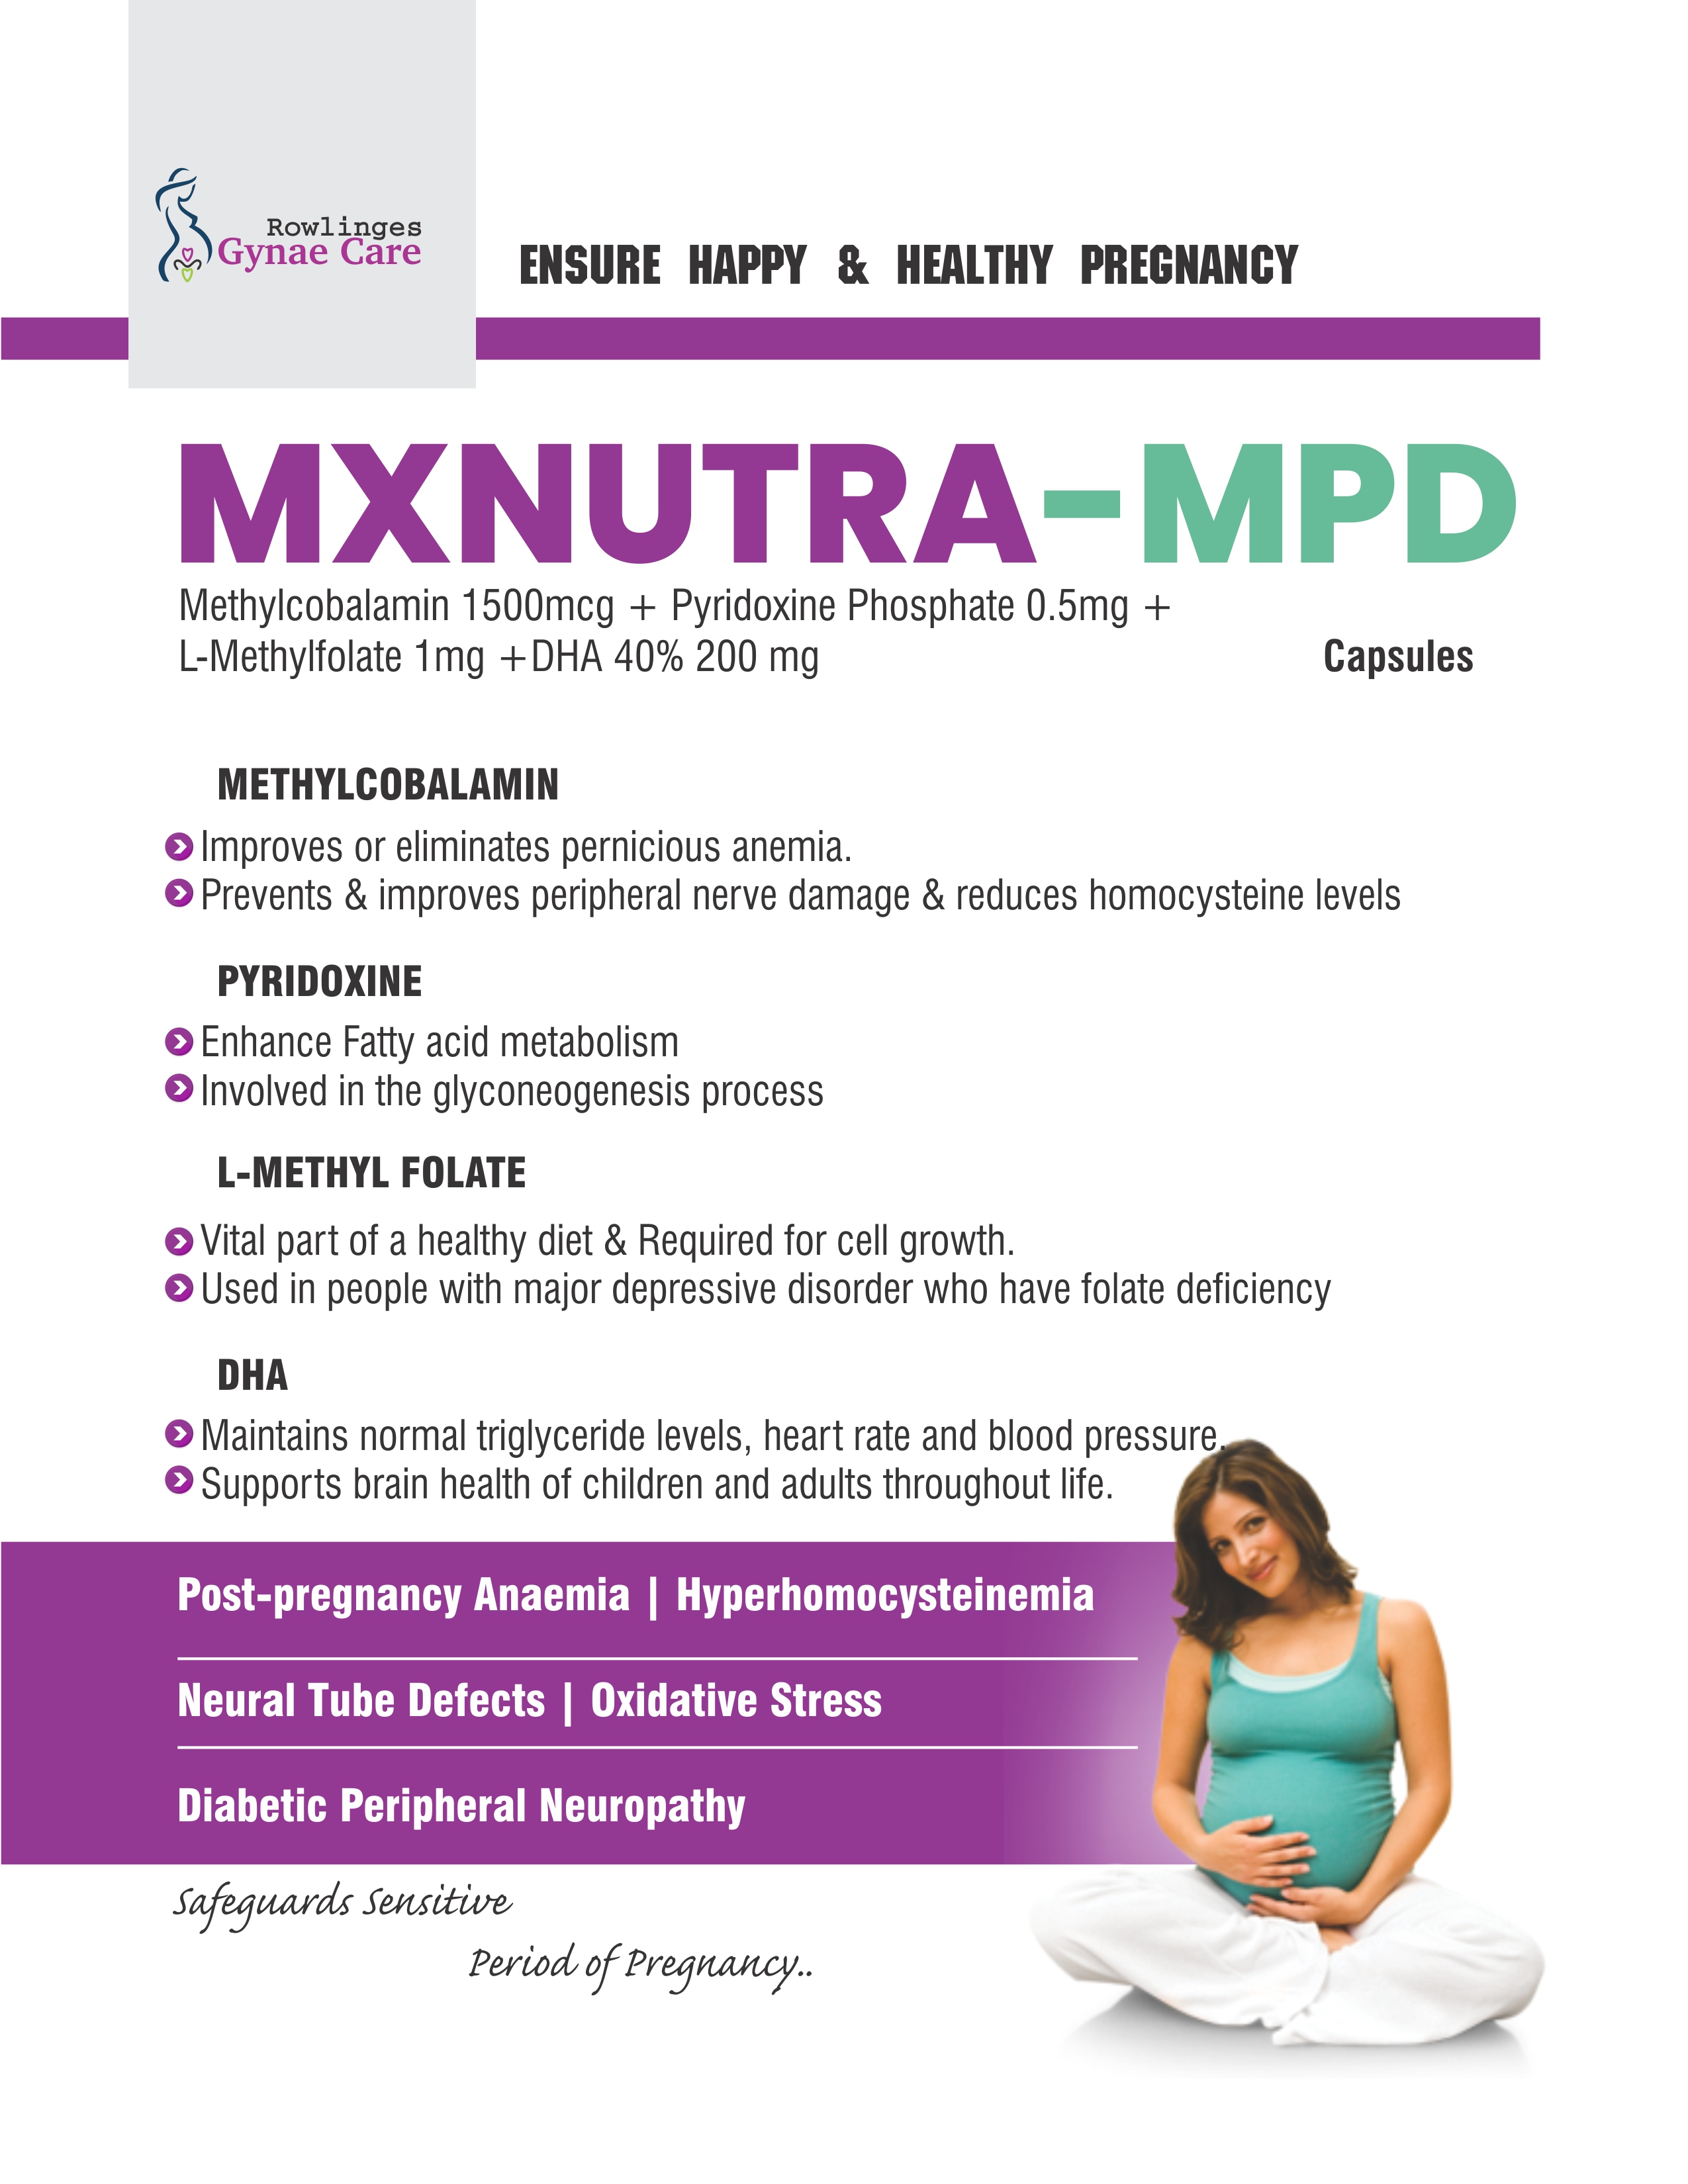 Rowlinges
Gynae Care
ENSURE HAPPY & HEALTHY PREGNANCY
MXNUTRA-MPD
Methylcobalamin 1500mcg + Pyridoxine Phosphate 0.5mg +
L-Methylfolate 1mg +DHA 40% 200 mg
Capsules
METHYLCOBALAMIN
Improves or eliminates pernicious anemia.
Prevents & improves peripheral nerve damage & reduces homocysteine levels
PYRIDOXINE
Enhance Fatty acid metabolism
Involved in the glyconeogenesis process
L-METHYL FOLATE
Vital part of a healthy diet & Required for cell growth.
Used in people with major depressive disorder who have folate deficiency
DHA
Maintains normal triglyceride levels, heart rate and blood pressure.
Supports brain health of children and adults throughout life.
Post-pregnancy Anaemia | Hyperhomocysteinemia
Neural Tube Defects | Oxidative Stress
Diabetic Peripheral Neuropathy
Safeguards Sensitive
Period of Pregnancy..